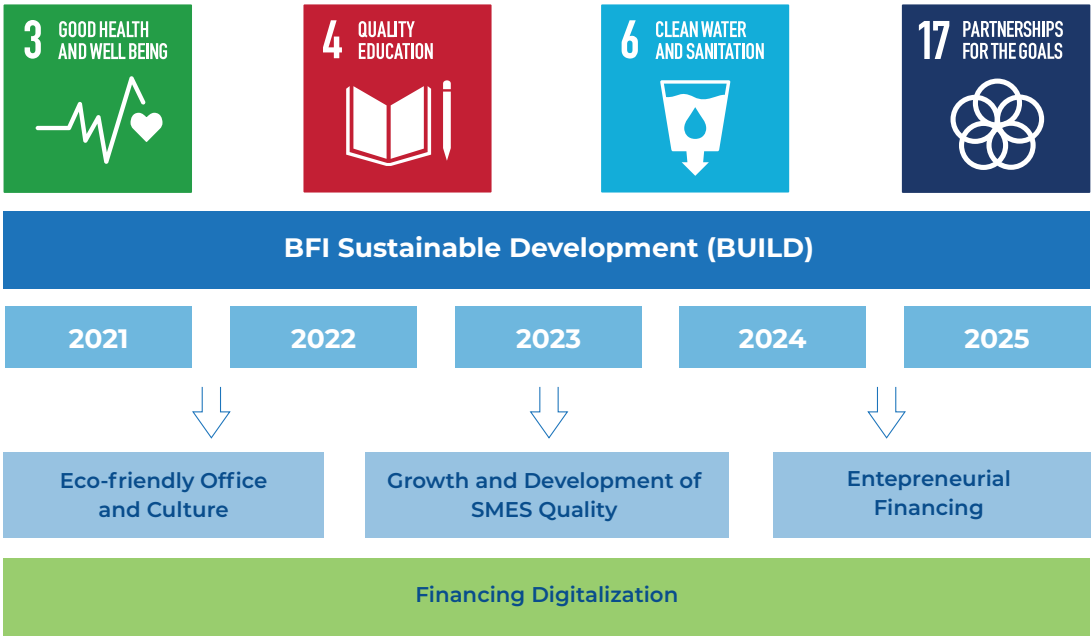 3 GOOD HEALTH
AND WELL BEING
4 QUALITY
EDUCATION
6 CLEAN WATER
AND SANITATION
17 PARTNERSHIPS
FOR THE GOALS
BFI Sustainable Development (BUILD)
2021
2022
2023
2024
2025
Eco-friendly Office
and Culture
Growth and Development of
SMES Quality
Entepreneurial
Financing
Financing Digitalization